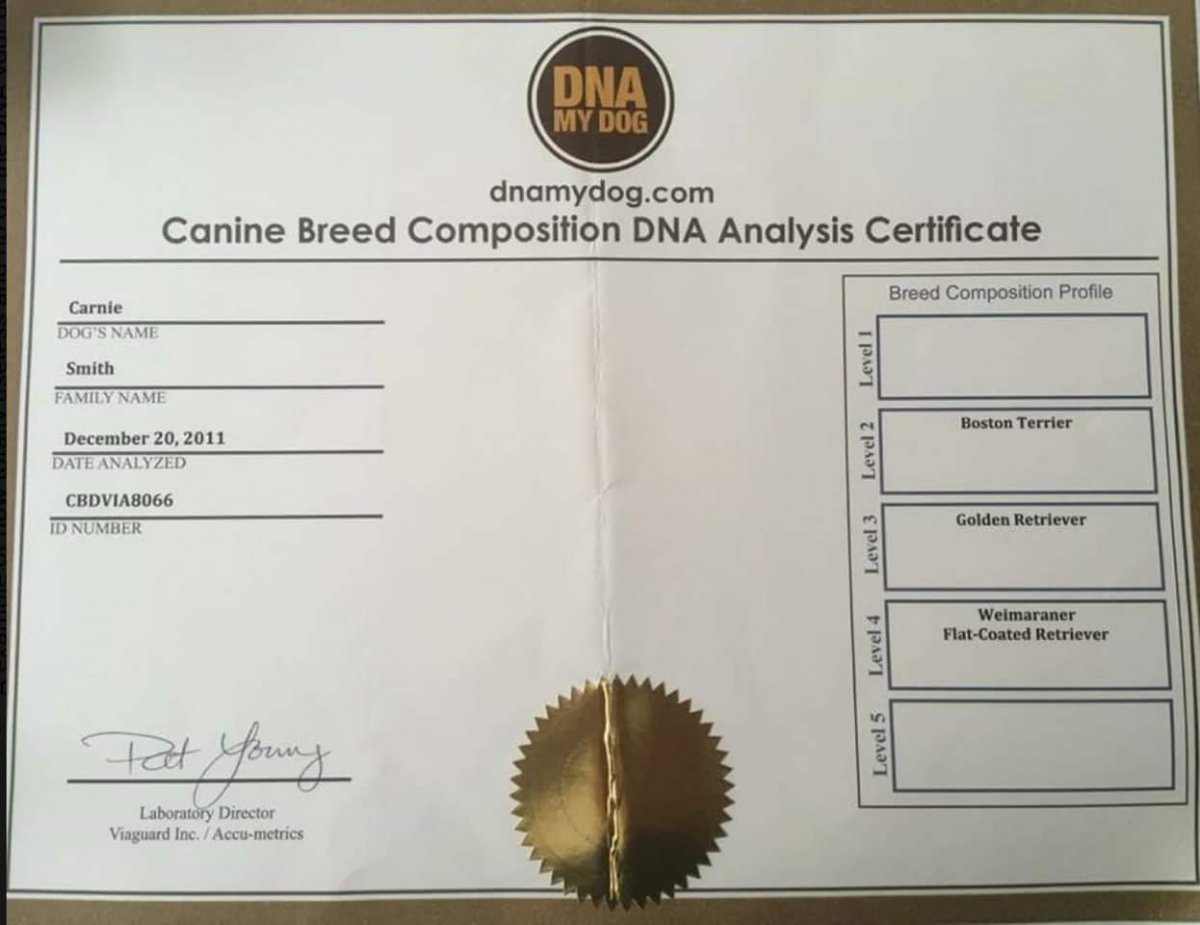 DNA
MY DOG
dnamydog.com
Canine Breed Composition DNA Analysis Certificate
Carnie
DOG'S NAME
Smith
FAMILY NAME
December 20, 2011
DATE ANALYZED
CBDVIA8066
ID NUMBER
Breed Composition Profile
Level 1
Level 2
Boston Terrier
Level 3
Golden Retriever
Level 4
Weimaraner
Flat-Coated Retriever
Level 5
Pat Young
Laboratory Director
Viaguard Inc. / Accu-metrics